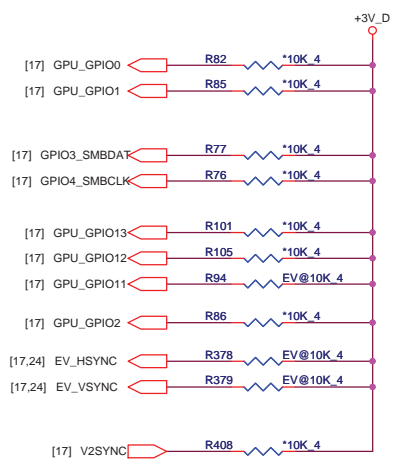 +3V_D
[17] GPU_GPIO0 R82 *10K_4
[17] GPU_GPIO1 R85 *10K_4
[17] GPIO3_SMBDAT R77 *10K_4
[17] GPIO4_SMBCLK R76 *10K_4
[17] GPU_GPIO13 R101 *10K_4
[17] GPU_GPIO12 R105 *10K_4
[17] GPU_GPIO11 R94 EV@10K_4
[17] GPU_GPIO2 R86 *10K_4
[17,24] EV_HSYNC R378 EV@10K_4
[17,24] EV_VSYNC R379 EV@10K_4
[17] V2SYNC R408 *10K_4